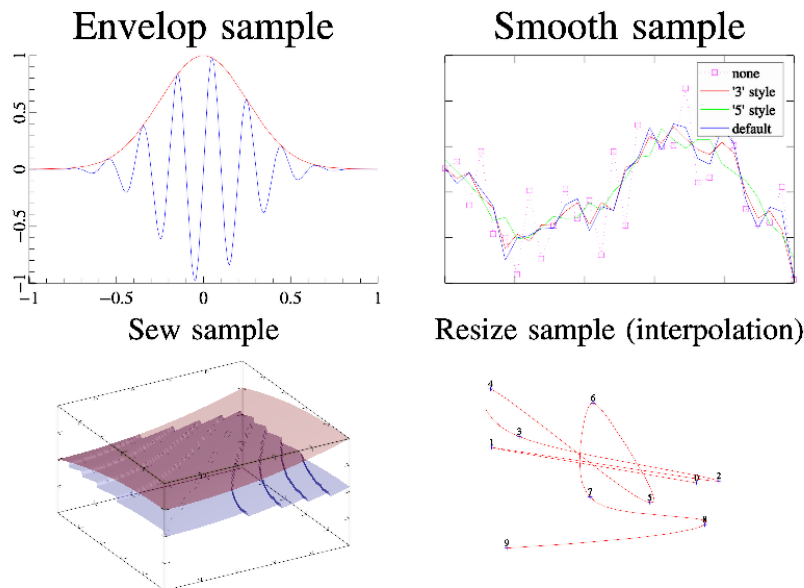 Envelop sample
Smooth sample
1
0.5
0
−0.5
−1
−1
−0.5
0
0.5
1
none
'3' style
'5' style
default
Sew sample
Resize sample (interpolation)
4
6
3
1
0
2
7
5
8
9